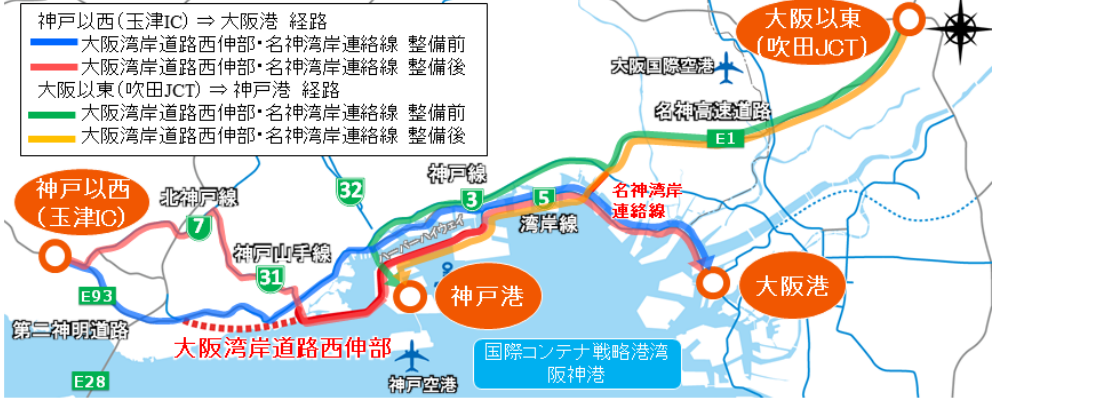 神戸以西(玉津IC) ⇒ 大阪港 経路
大阪湾岸道路西伸部・名神湾岸連絡線 整備前
大阪湾岸道路西伸部・名神湾岸連絡線 整備後
大阪以東(吹田JCT) ⇒ 神戸港 経路
大阪湾岸道路西伸部・名神湾岸連絡線 整備前
大阪湾岸道路西伸部・名神湾岸連絡線 整備後
大阪以東
(吹田JCT)
大阪国際空港
名神高速道路
E1
神戸以西
(玉津IC)
北神戸線
7
32
神戸線
3
5
湾岸線
名神湾岸
連絡線
ハーバーハイウェイ
神戸山手線
31
E93
第二神明道路
大阪湾岸道路西伸部
神戸港
大阪港
国際コンテナ戦略港湾
阪神港
神戸空港
E28